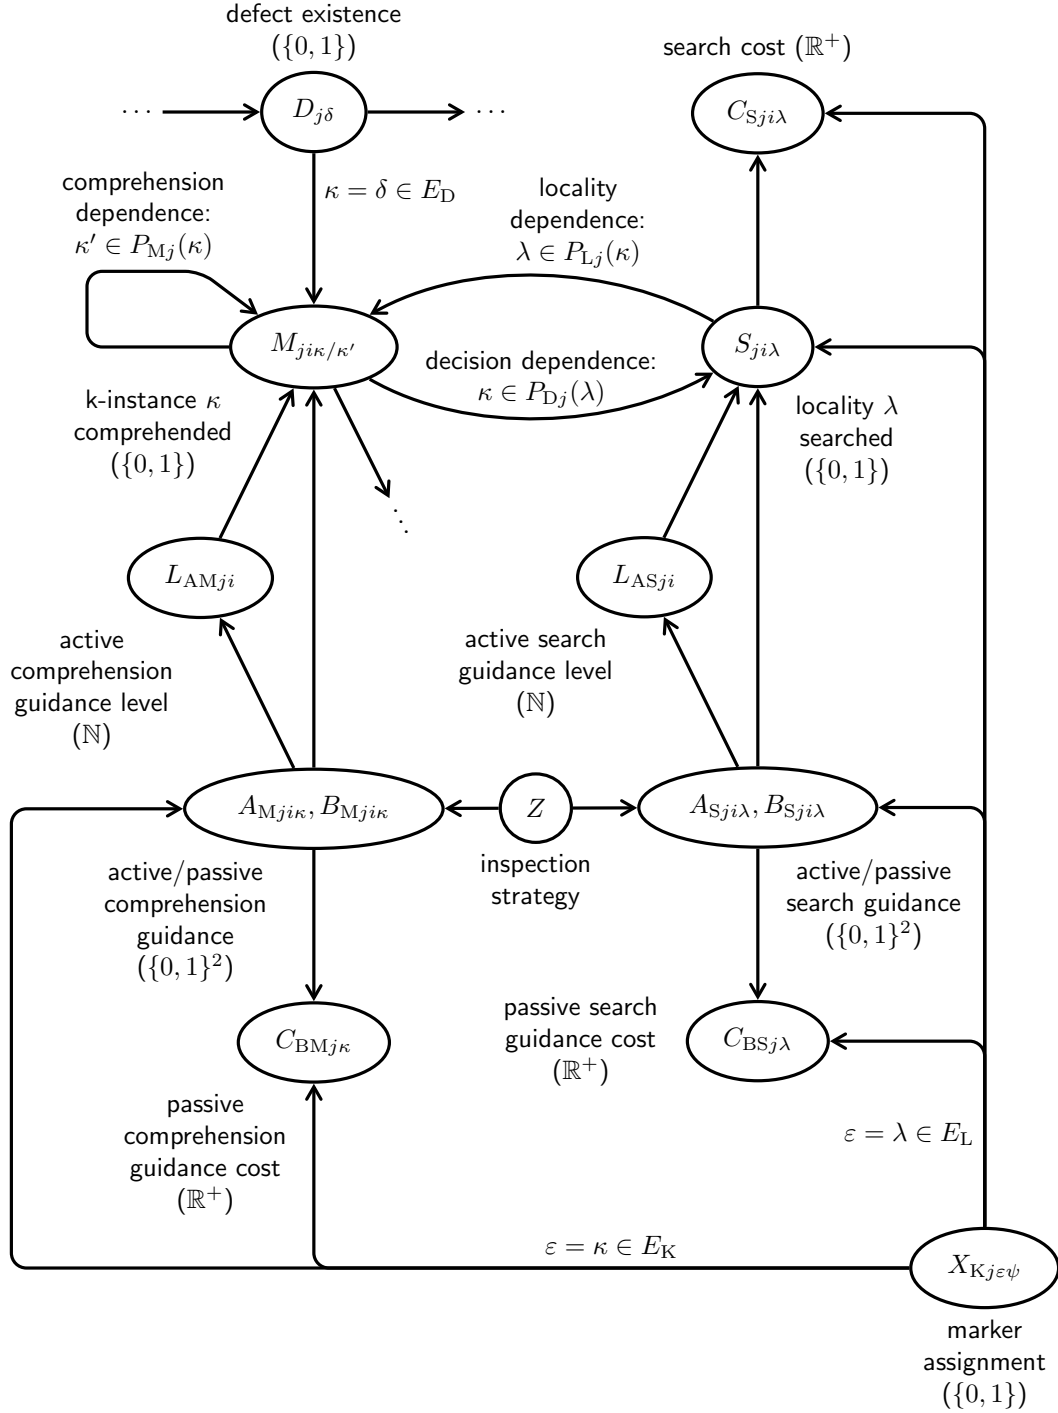 defect existence
({0, 1})
search cost (ℝ⁺)
⋯
D_{jδ}
⋯
C_{Sjiλ}
comprehension
dependence:
κ′ ∈ P_{Mj}(κ)
κ = δ ∈ E_D
locality
dependence:
λ ∈ P_{Lj}(κ)
M_{jiκ/κ′}
S_{jiλ}
decision dependence:
κ ∈ P_{Dj}(λ)
k-instance κ
comprehended
({0, 1})
locality λ
searched
({0, 1})
⋱
L_{AMji}
L_{ASji}
active
comprehension
guidance level
(ℕ)
active search
guidance level
(ℕ)
A_{Mjiκ}, B_{Mjiκ}
Z
A_{Sjiλ}, B_{Sjiλ}
inspection
strategy
active/passive
comprehension
guidance
({0, 1}²)
active/passive
search guidance
({0, 1}²)
C_{BMjκ}
passive search
guidance cost
(ℝ⁺)
C_{BSjλ}
passive
comprehension
guidance cost
(ℝ⁺)
ε = λ ∈ E_L
ε = κ ∈ E_K
X_{Kjεψ}
marker
assignment
({0, 1})